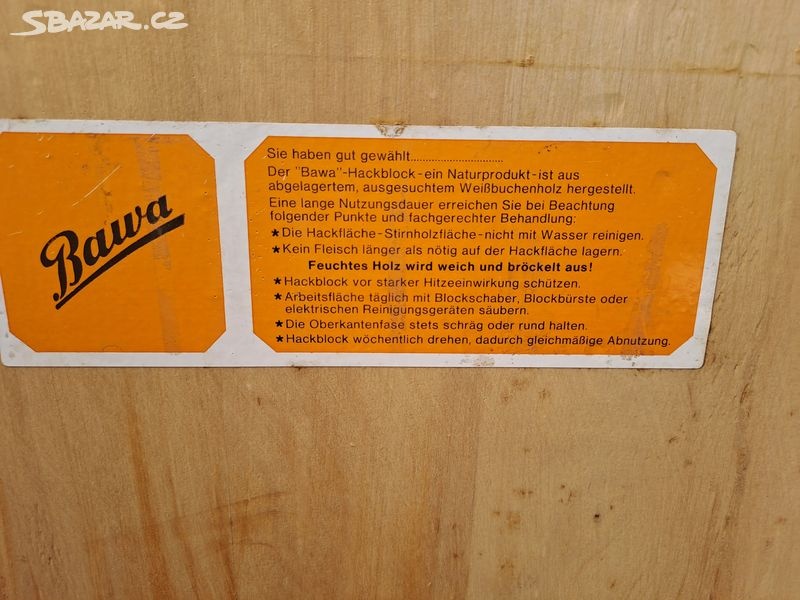 SBAZAR.CZ
Bawa
Sie haben gut gewählt..............................
Der "Bawa"-Hackblock-ein Naturprodukt-ist aus
abgelagertem, ausgesuchtem Weißbuchenholz hergestellt.
Eine lange Nutzungsdauer erreichen Sie bei Beachtung
folgender Punkte und fachgerechter Behandlung:
★Die Hackfläche-Stirnholzfläche-nicht mit Wasser reinigen.
★Kein Fleisch länger als nötig auf der Hackfläche lagern.
Feuchtes Holz wird weich und bröckelt aus!
★Hackblock vor starker Hitzeeinwirkung schützen.
★Arbeitsfläche täglich mit Blockschaber, Blockbürste oder
elektrischen Reinigungsgeräten säubern.
★Die Oberkantenfase stets schräg oder rund halten.
★Hackblock wöchentlich drehen, dadurch gleichmäßige Abnutzung.